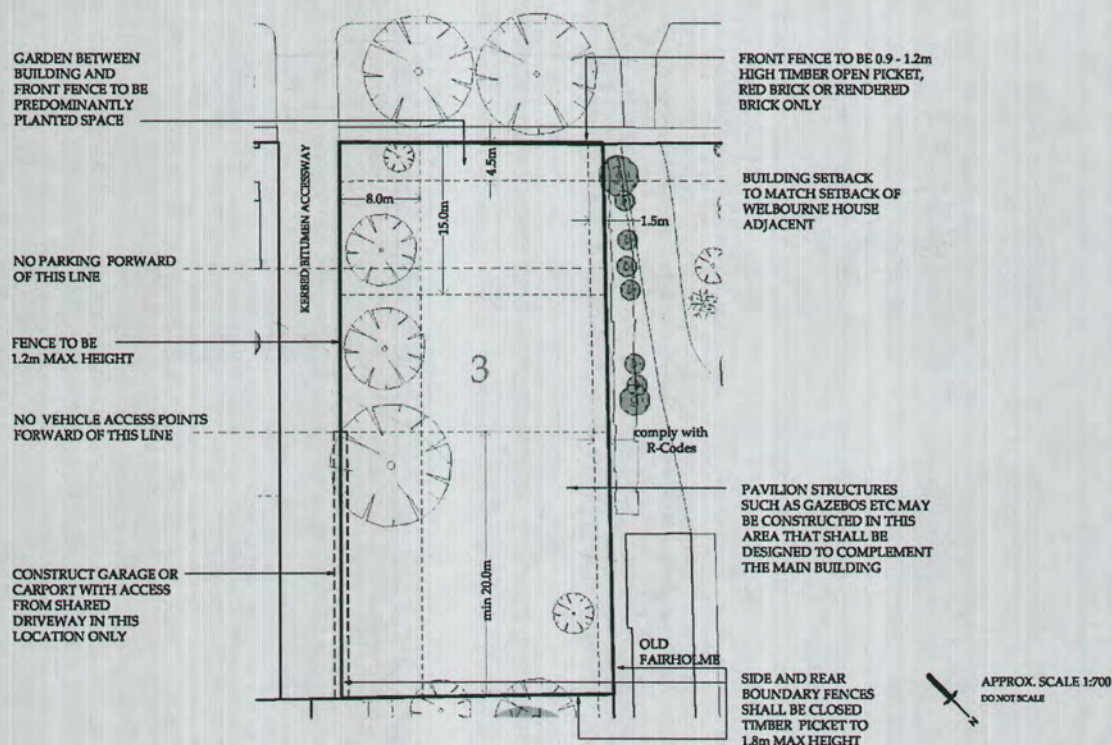 GARDEN BETWEEN
BUILDING AND
FRONT FENCE TO BE
PREDOMINANTLY
PLANTED SPACE
NO PARKING FORWARD
OF THIS LINE
FENCE TO BE
1.2m MAX. HEIGHT
NO VEHICLE ACCESS POINTS
FORWARD OF THIS LINE
CONSTRUCT GARAGE OR
CARPORT WITH ACCESS
FROM SHARED
DRIVEWAY IN THIS
LOCATION ONLY
KERBED BITUMEN ACCESSWAY
8.0m
15.0m
4.5m
1.5m
3
min 20.0m
comply with
R-Codes
OLD
FAIRHOLME
FRONT FENCE TO BE 0.9 - 1.2m
HIGH TIMBER OPEN PICKET,
RED BRICK OR RENDERED
BRICK ONLY
BUILDING SETBACK
TO MATCH SETBACK OF
WELBOURNE HOUSE
ADJACENT
PAVILION STRUCTURES
SUCH AS GAZEBOS ETC MAY
BE CONSTRUCTED IN THIS
AREA THAT SHALL BE
DESIGNED TO COMPLEMENT
THE MAIN BUILDING
SIDE AND REAR
BOUNDARY FENCES
SHALL BE CLOSED
TIMBER PICKET TO
1.8m MAX HEIGHT
N
APPROX. SCALE 1:700
DO NOT SCALE